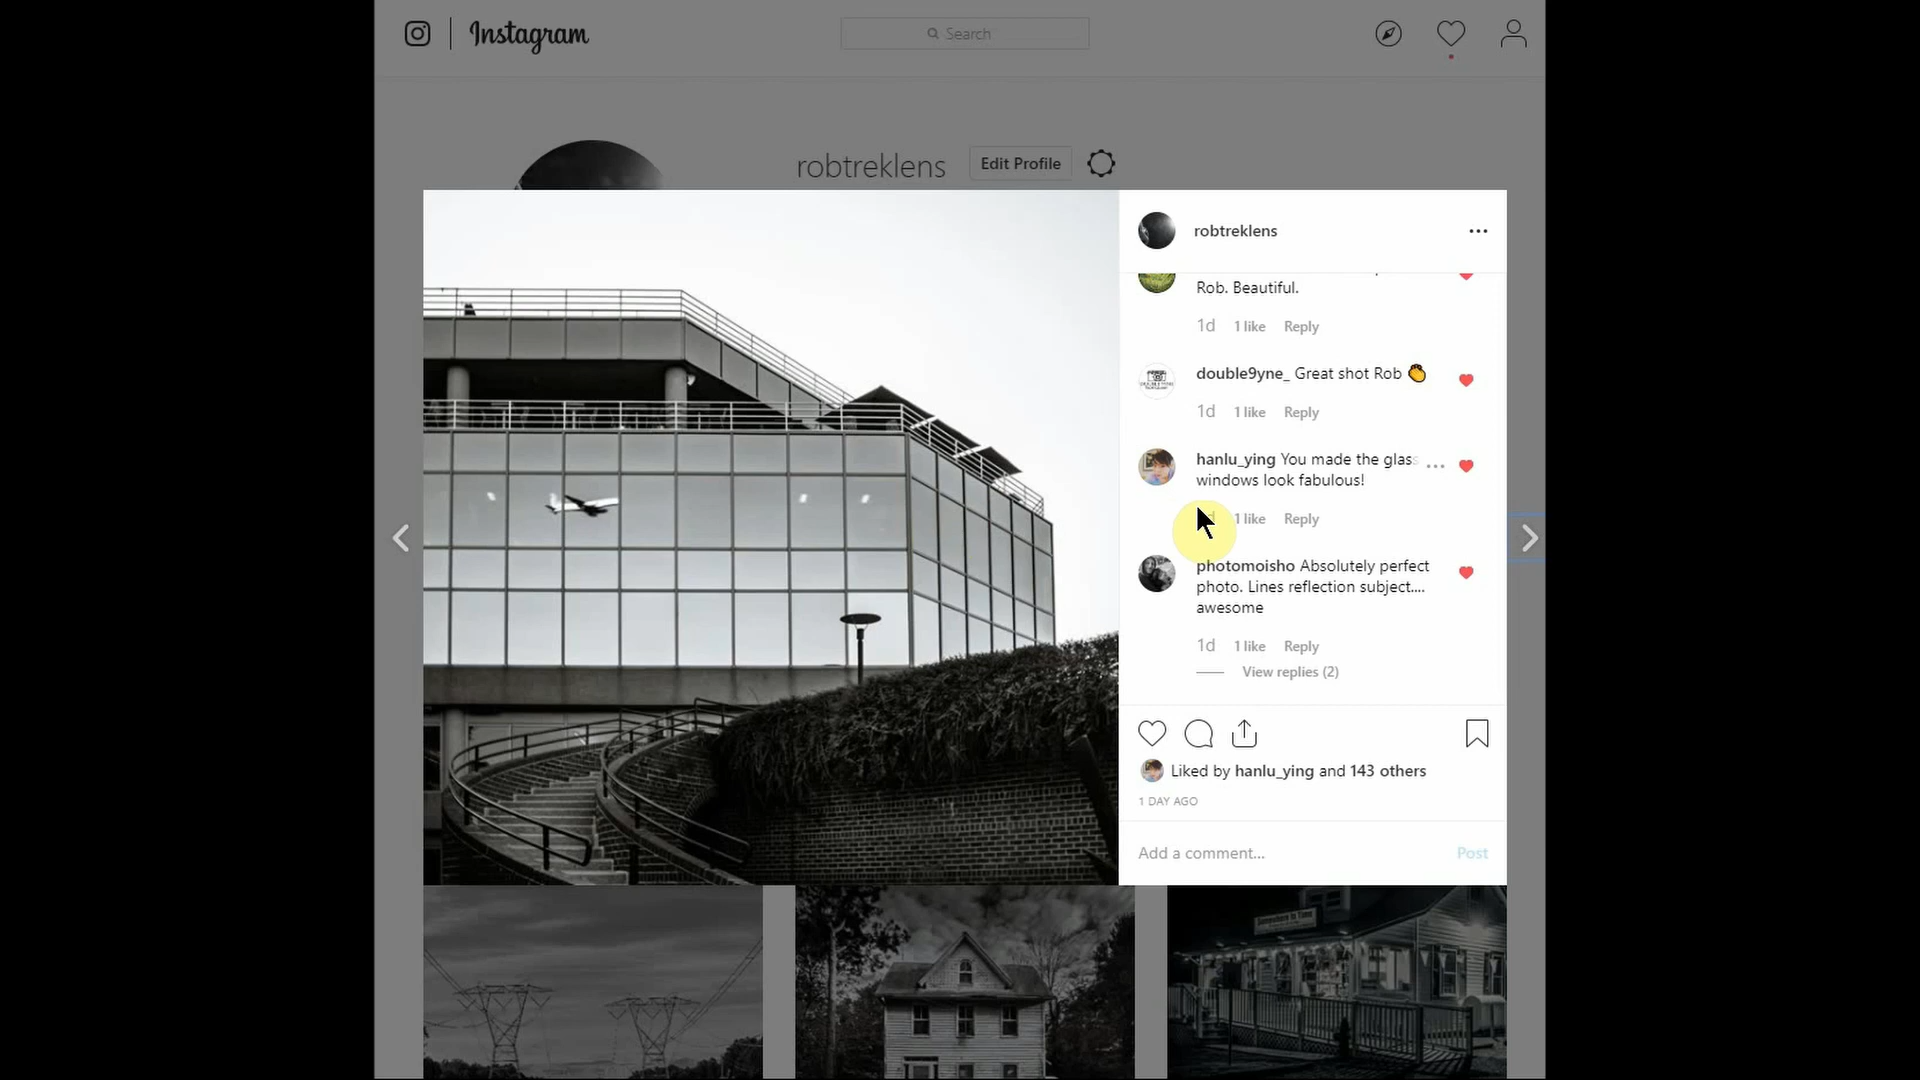 Instagram
Search
robtreklens
Edit Profile
robtreklens
Rob. Beautiful.
1d 1 like Reply
double9yne_ Great shot Rob 👏
1d 1 like Reply
hanlu_ying You made the glass
windows look fabulous!
1 like Reply
photomoisho Absolutely perfect
photo. Lines reflection subject....
awesome
1d 1 like Reply
View replies (2)
Liked by hanlu_ying and 143 others
1 DAY AGO
Add a comment...
Post
Somewhere In Time